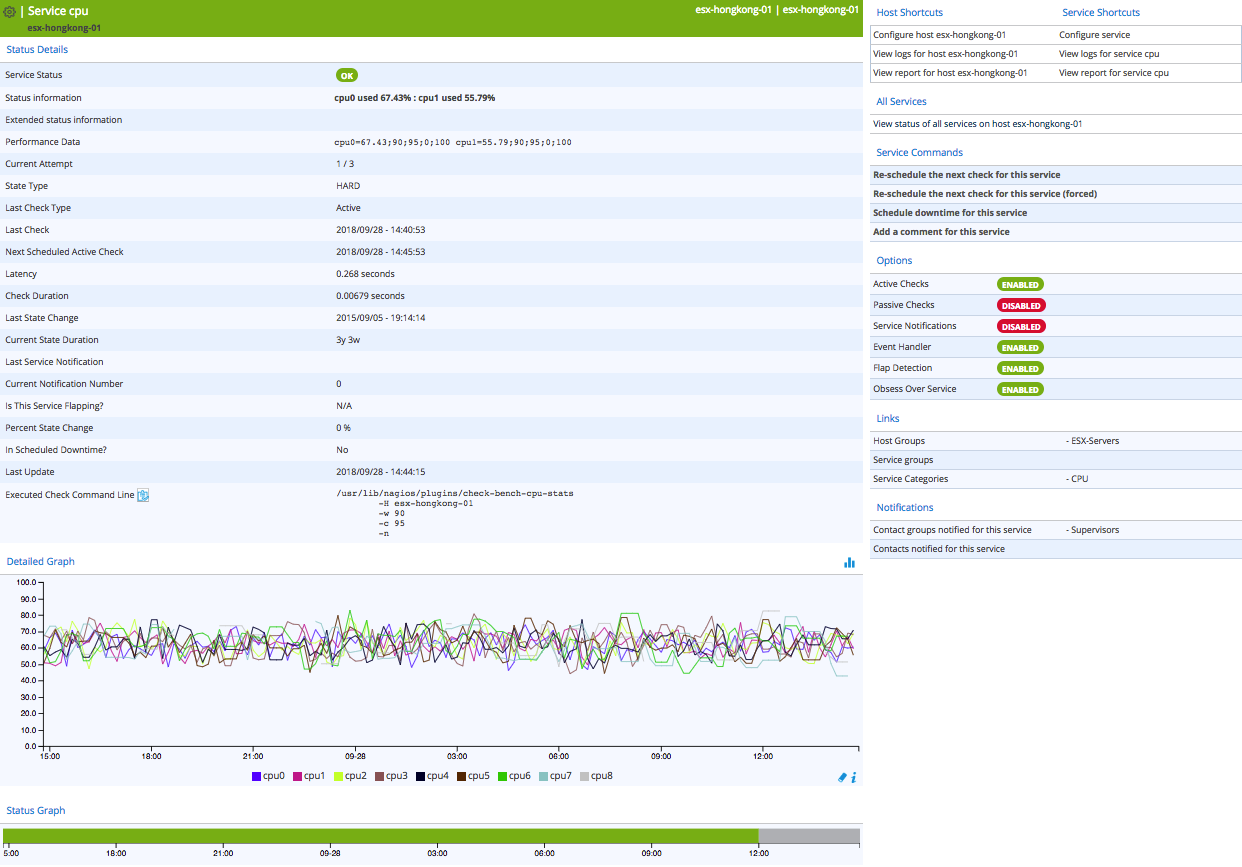 Service cpu
esx-hongkong-01
esx-hongkong-01 | esx-hongkong-01
Status Details
Service Status OK
Status information cpu0 used 67.43% : cpu1 used 55.79%
Extended status information
Performance Data cpu0=67.43;90;95;0;100 cpu1=55.79;90;95;0;100
Current Attempt 1 / 3
State Type HARD
Last Check Type Active
Last Check 2018/09/28 - 14:40:53
Next Scheduled Active Check 2018/09/28 - 14:45:53
Latency 0.268 seconds
Check Duration 0.00679 seconds
Last State Change 2015/09/05 - 19:14:14
Current State Duration 3y 3w
Last Service Notification
Current Notification Number 0
Is This Service Flapping? N/A
Percent State Change 0 %
In Scheduled Downtime? No
Last Update 2018/09/28 - 14:44:15
Executed Check Command Line /usr/lib/nagios/plugins/check-bench-cpu-stats
-H esx-hongkong-01
-w 90
-c 95
-n
Detailed Graph
100.0
90.0
80.0
70.0
60.0
50.0
40.0
30.0
20.0
10.0
0.0
15:00 18:00 21:00 09-28 03:00 06:00 09:00 12:00
cpu0 cpu1 cpu2 cpu3 cpu4 cpu5 cpu6 cpu7 cpu8
Status Graph
5:00 18:00 21:00 09-28 03:00 06:00 09:00 12:00
Host Shortcuts Service Shortcuts
Configure host esx-hongkong-01 Configure service
View logs for host esx-hongkong-01 View logs for service cpu
View report for host esx-hongkong-01 View report for service cpu
All Services
View status of all services on host esx-hongkong-01
Service Commands
Re-schedule the next check for this service
Re-schedule the next check for this service (forced)
Schedule downtime for this service
Add a comment for this service
Options
Active Checks ENABLED
Passive Checks DISABLED
Service Notifications DISABLED
Event Handler ENABLED
Flap Detection ENABLED
Obsess Over Service ENABLED
Links
Host Groups - ESX-Servers
Service groups
Service Categories - CPU
Notifications
Contact groups notified for this service - Supervisors
Contacts notified for this service